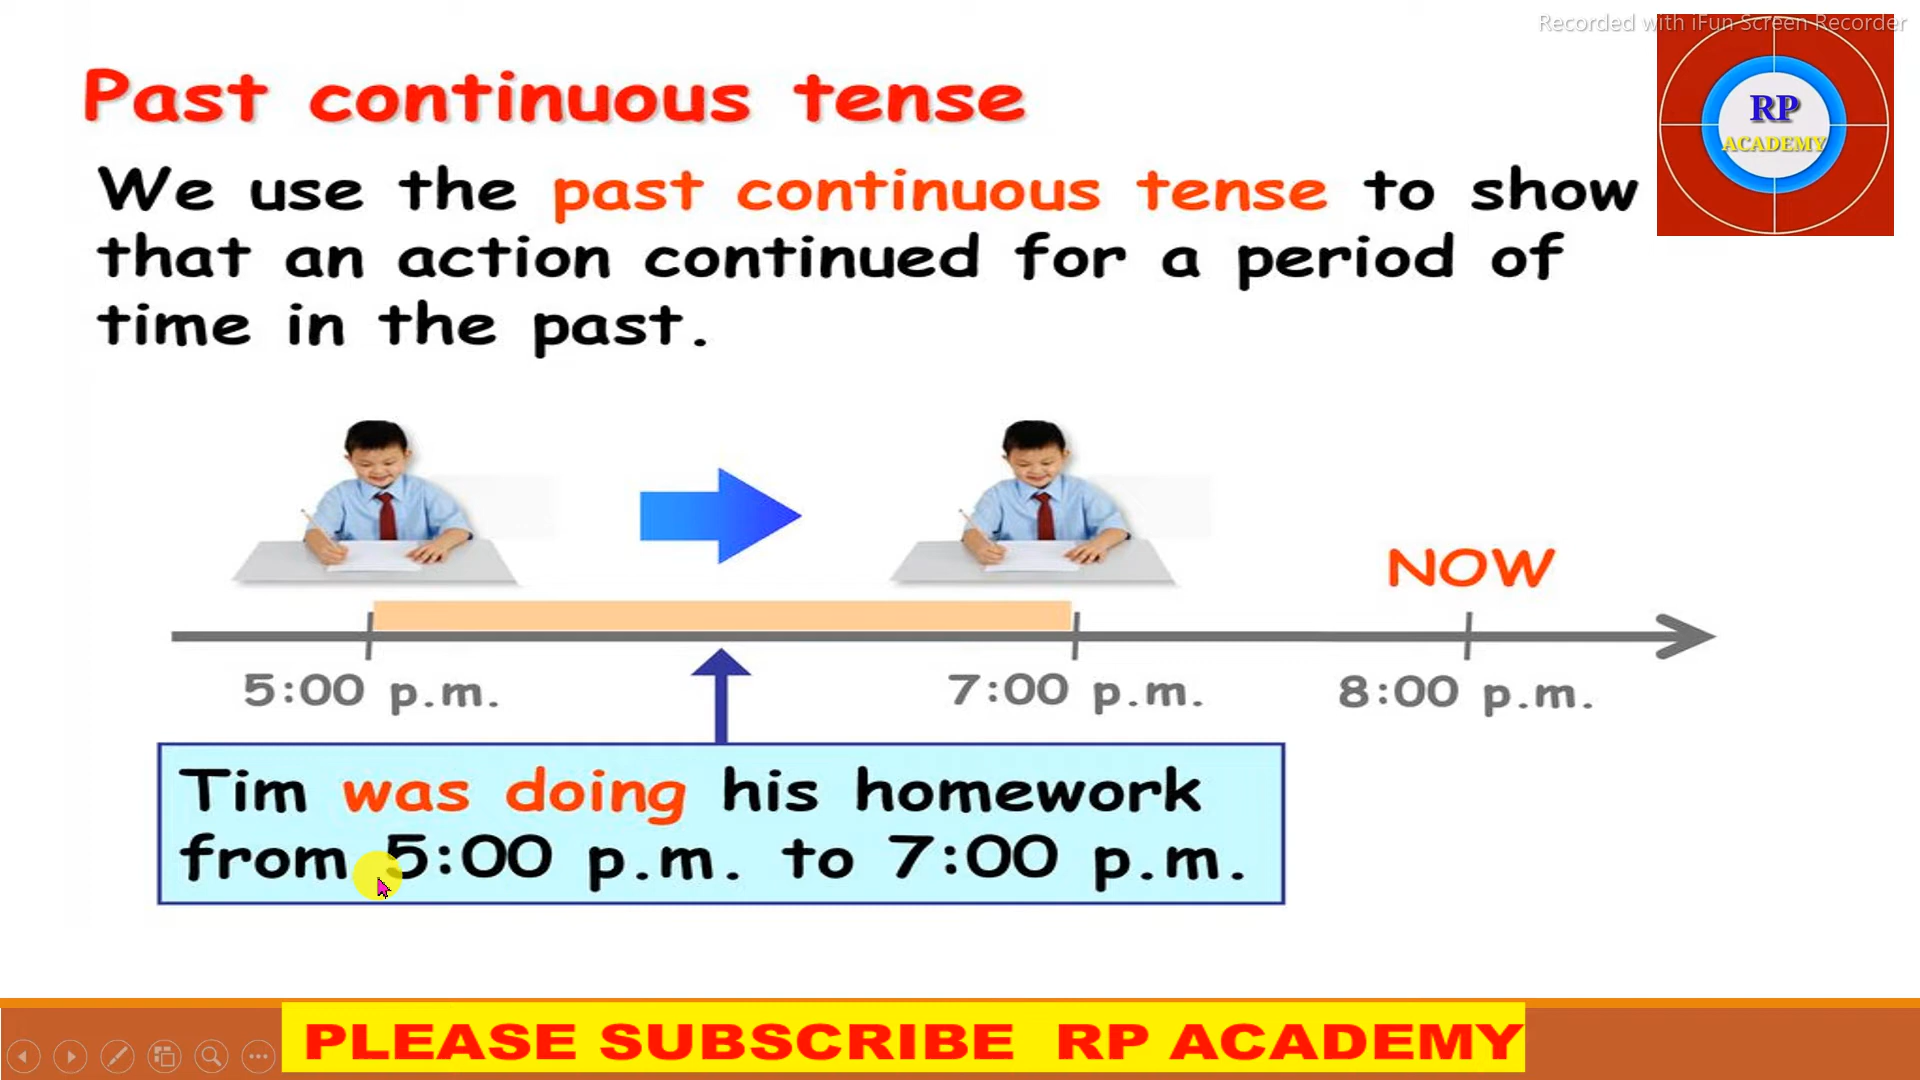 Recorded with iFun Screen Recorder
RP
ACADEMY
Past continuous tense
We use the past continuous tense to show
that an action continued for a period of
time in the past.
NOW
5:00 p.m.
7:00 p.m.
8:00 p.m.
Tim was doing his homework
from 5:00 p.m. to 7:00 p.m.
PLEASE SUBSCRIBE RP ACADEMY